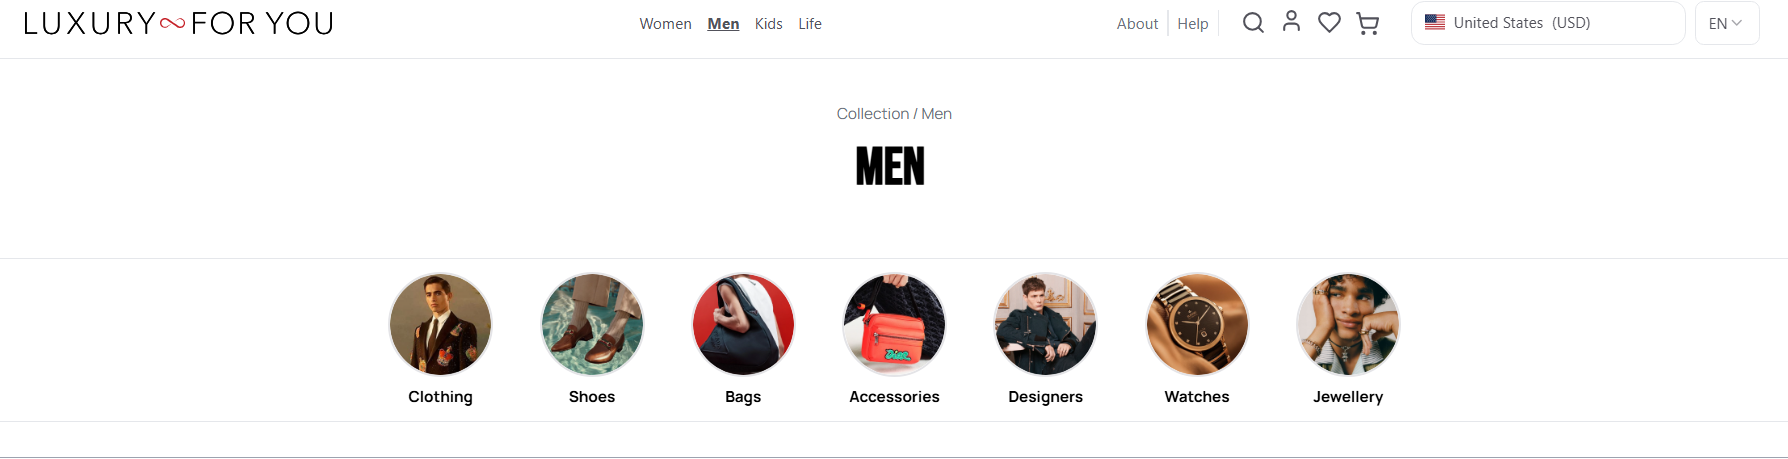 LUXURY FOR YOU
Women Men Kids Life
About Help
United States (USD)
EN
Collection / Men
MEN
Dior
Clothing Shoes Bags Accessories Designers Watches Jewellery